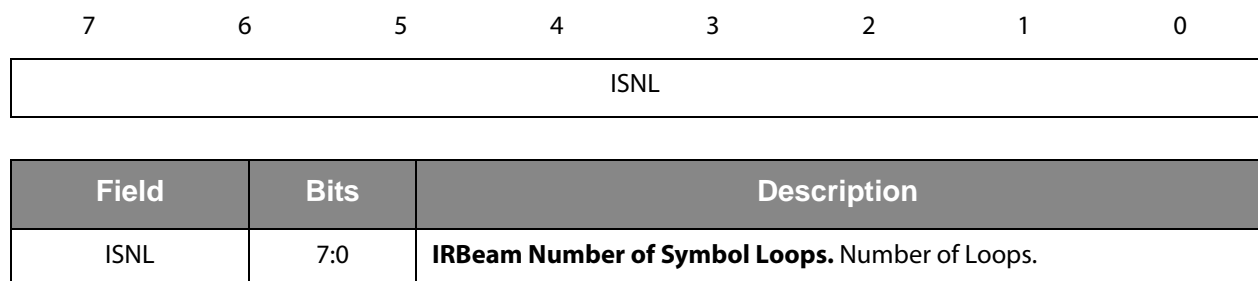 7 6 5 4 3 2 1 0
ISNL
Field Bits Description
ISNL 7:0 IRBeam Number of Symbol Loops. Number of Loops.